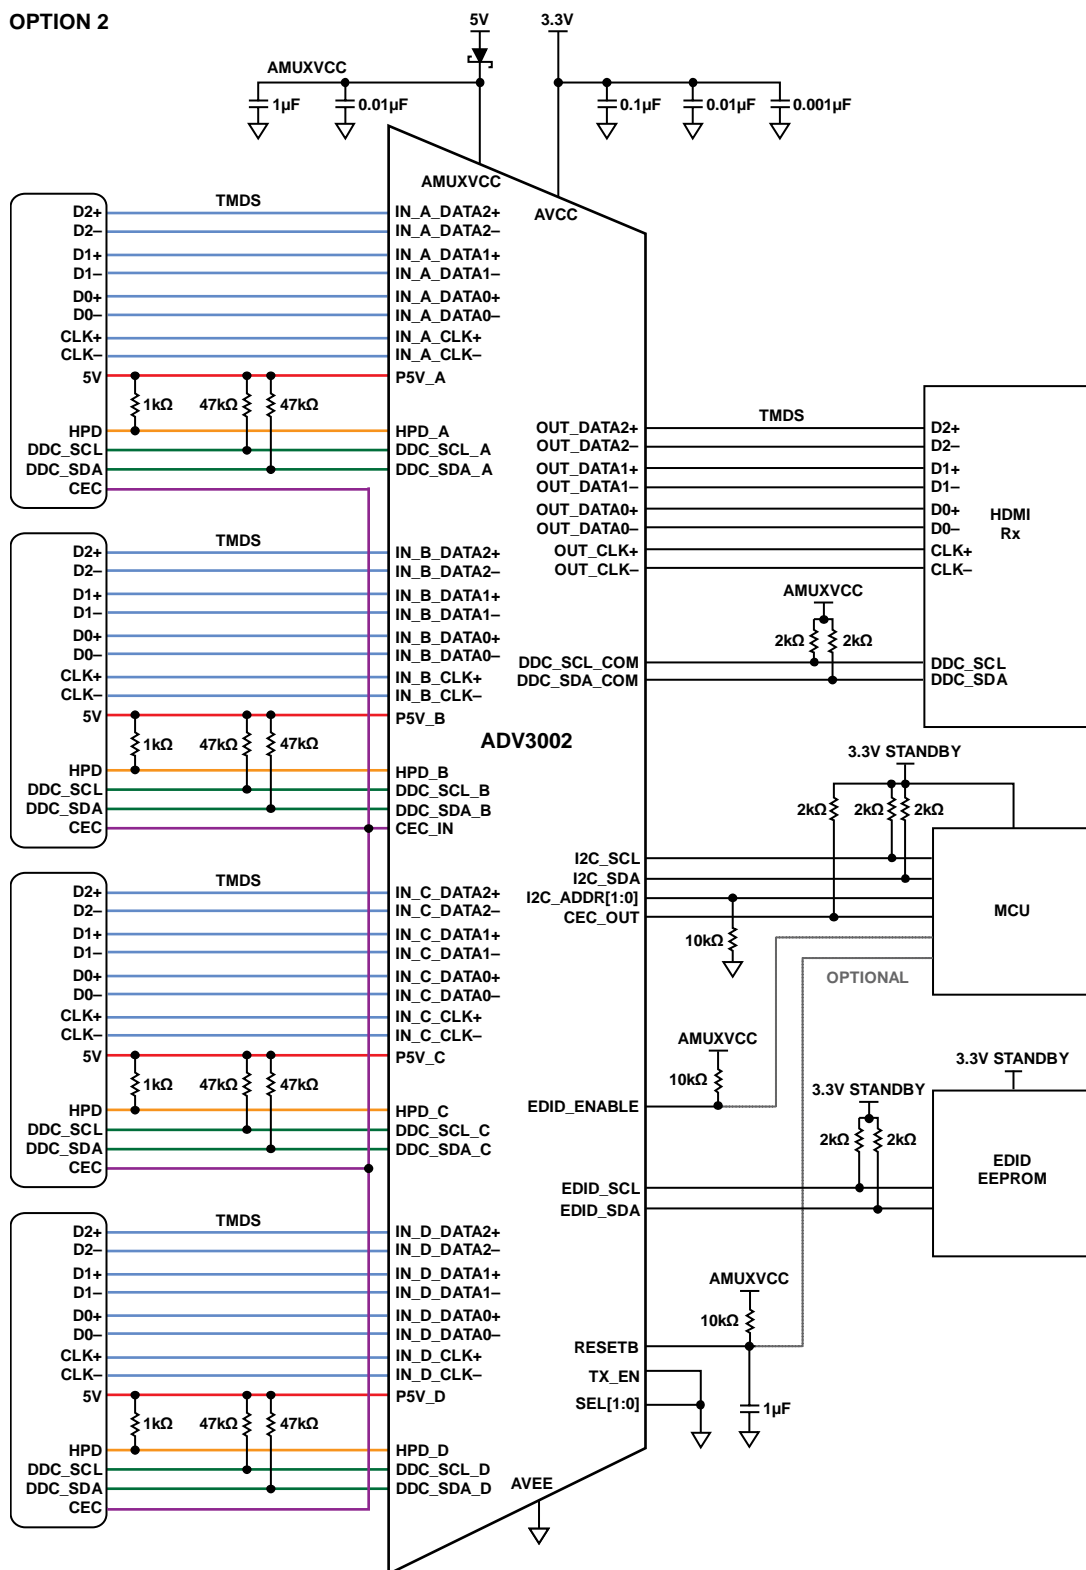 OPTION 2
5V
3.3V
AMUXVCC
1µF
0.01µF
0.1µF
0.01µF
0.001µF
AMUXVCC
AVCC
TMDS
D2+
IN_A_DATA2+
D2–
IN_A_DATA2–
D1+
IN_A_DATA1+
D1–
IN_A_DATA1–
D0+
IN_A_DATA0+
D0–
IN_A_DATA0–
CLK+
IN_A_CLK+
CLK–
IN_A_CLK–
5V
P5V_A
1kΩ
47kΩ
47kΩ
HPD
HPD_A
DDC_SCL
DDC_SCL_A
DDC_SDA
DDC_SDA_A
CEC
TMDS
D2+
IN_B_DATA2+
D2–
IN_B_DATA2–
D1+
IN_B_DATA1+
D1–
IN_B_DATA1–
D0+
IN_B_DATA0+
D0–
IN_B_DATA0–
CLK+
IN_B_CLK+
CLK–
IN_B_CLK–
5V
P5V_B
1kΩ
47kΩ
47kΩ
HPD
HPD_B
DDC_SCL
DDC_SCL_B
DDC_SDA
DDC_SDA_B
CEC
CEC_IN
TMDS
D2+
IN_C_DATA2+
D2–
IN_C_DATA2–
D1+
IN_C_DATA1+
D1–
IN_C_DATA1–
D0+
IN_C_DATA0+
D0–
IN_C_DATA0–
CLK+
IN_C_CLK+
CLK–
IN_C_CLK–
5V
P5V_C
1kΩ
47kΩ
47kΩ
HPD
HPD_C
DDC_SCL
DDC_SCL_C
DDC_SDA
DDC_SDA_C
CEC
TMDS
D2+
IN_D_DATA2+
D2–
IN_D_DATA2–
D1+
IN_D_DATA1+
D1–
IN_D_DATA1–
D0+
IN_D_DATA0+
D0–
IN_D_DATA0–
CLK+
IN_D_CLK+
CLK–
IN_D_CLK–
5V
P5V_D
1kΩ
47kΩ
47kΩ
HPD
HPD_D
DDC_SCL
DDC_SCL_D
DDC_SDA
DDC_SDA_D
CEC
ADV3002
AVEE
TMDS
OUT_DATA2+
D2+
OUT_DATA2–
D2–
OUT_DATA1+
D1+
OUT_DATA1–
D1–
OUT_DATA0+
D0+
OUT_DATA0–
D0–
OUT_CLK+
CLK+
OUT_CLK–
CLK–
HDMI
Rx
AMUXVCC
2kΩ
2kΩ
DDC_SCL_COM
DDC_SCL
DDC_SDA_COM
DDC_SDA
3.3V STANDBY
2kΩ
2kΩ
2kΩ
I2C_SCL
I2C_SDA
I2C_ADDR[1:0]
CEC_OUT
MCU
10kΩ
OPTIONAL
AMUXVCC
10kΩ
EDID_ENABLE
3.3V STANDBY
3.3V STANDBY
2kΩ
2kΩ
EDID
EEPROM
EDID_SCL
EDID_SDA
AMUXVCC
10kΩ
RESETB
TX_EN
SEL[1:0]
1µF